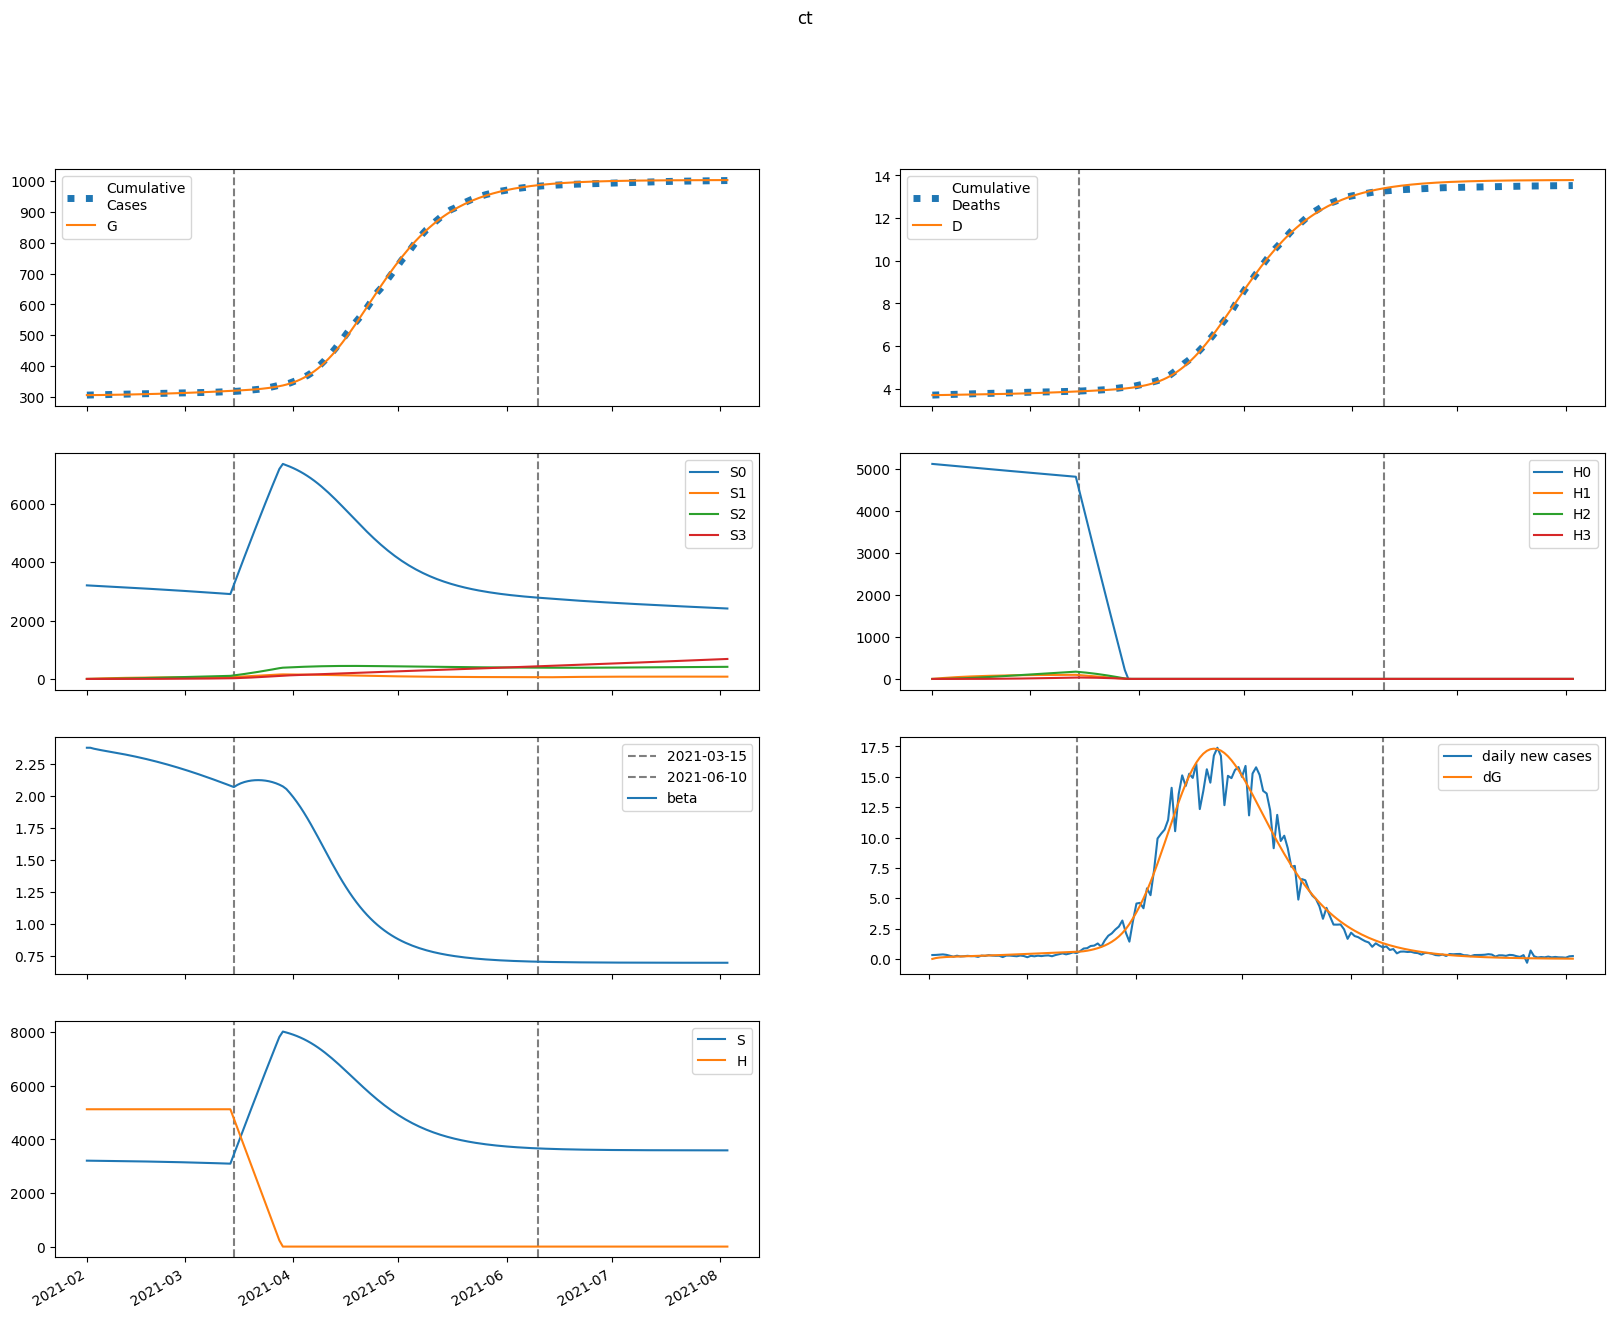 ct
Cumulative
Cases
G
1000
900
800
700
600
500
400
300
Cumulative
Deaths
D
14
12
10
8
6
4
S0
S1
S2
S3
6000
4000
2000
0
H0
H1
H2
H3
5000
4000
3000
2000
1000
0
2021-03-15
2021-06-10
beta
2.25
2.00
1.75
1.50
1.25
1.00
0.75
daily new cases
dG
17.5
15.0
12.5
10.0
7.5
5.0
2.5
0.0
S
H
8000
6000
4000
2000
0
2021-02
2021-03
2021-04
2021-05
2021-06
2021-07
2021-08